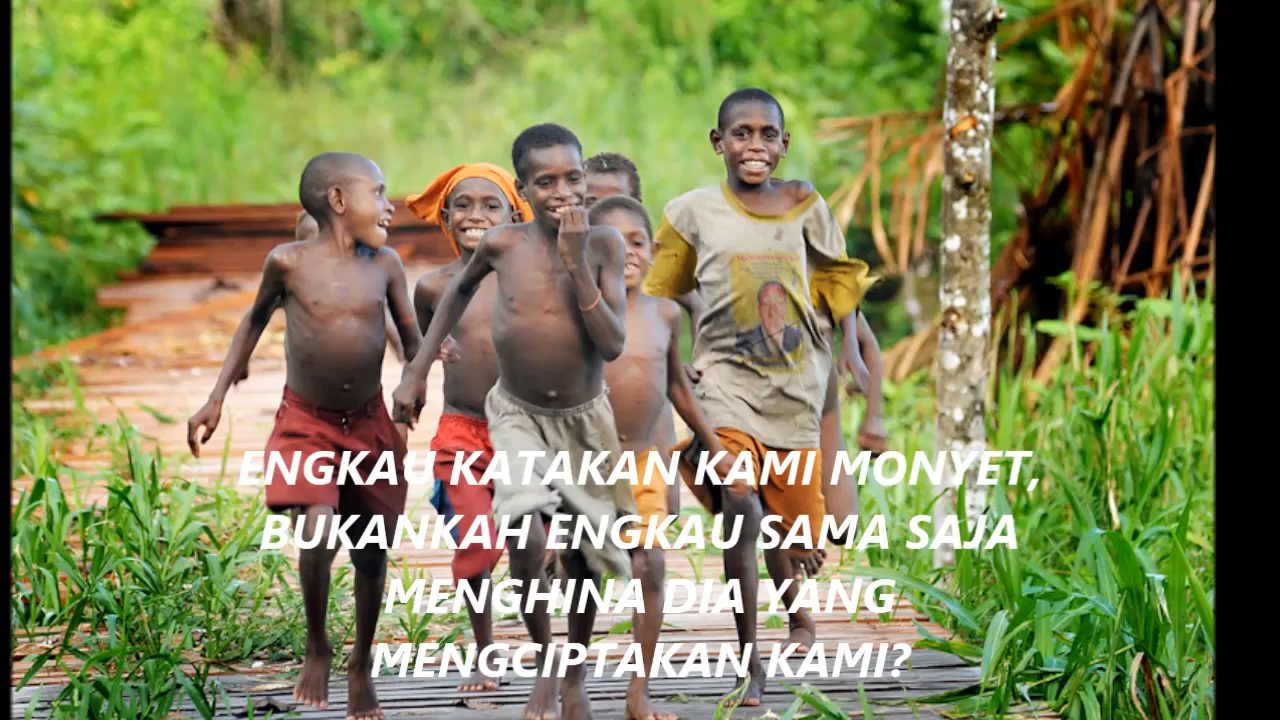 ENGKAU KATAKAN KAMI MONYET,
BUKANKAH ENGKAU SAMA SAJA
MENGHINA DIA YANG
MENGCIPTAKAN KAMI?